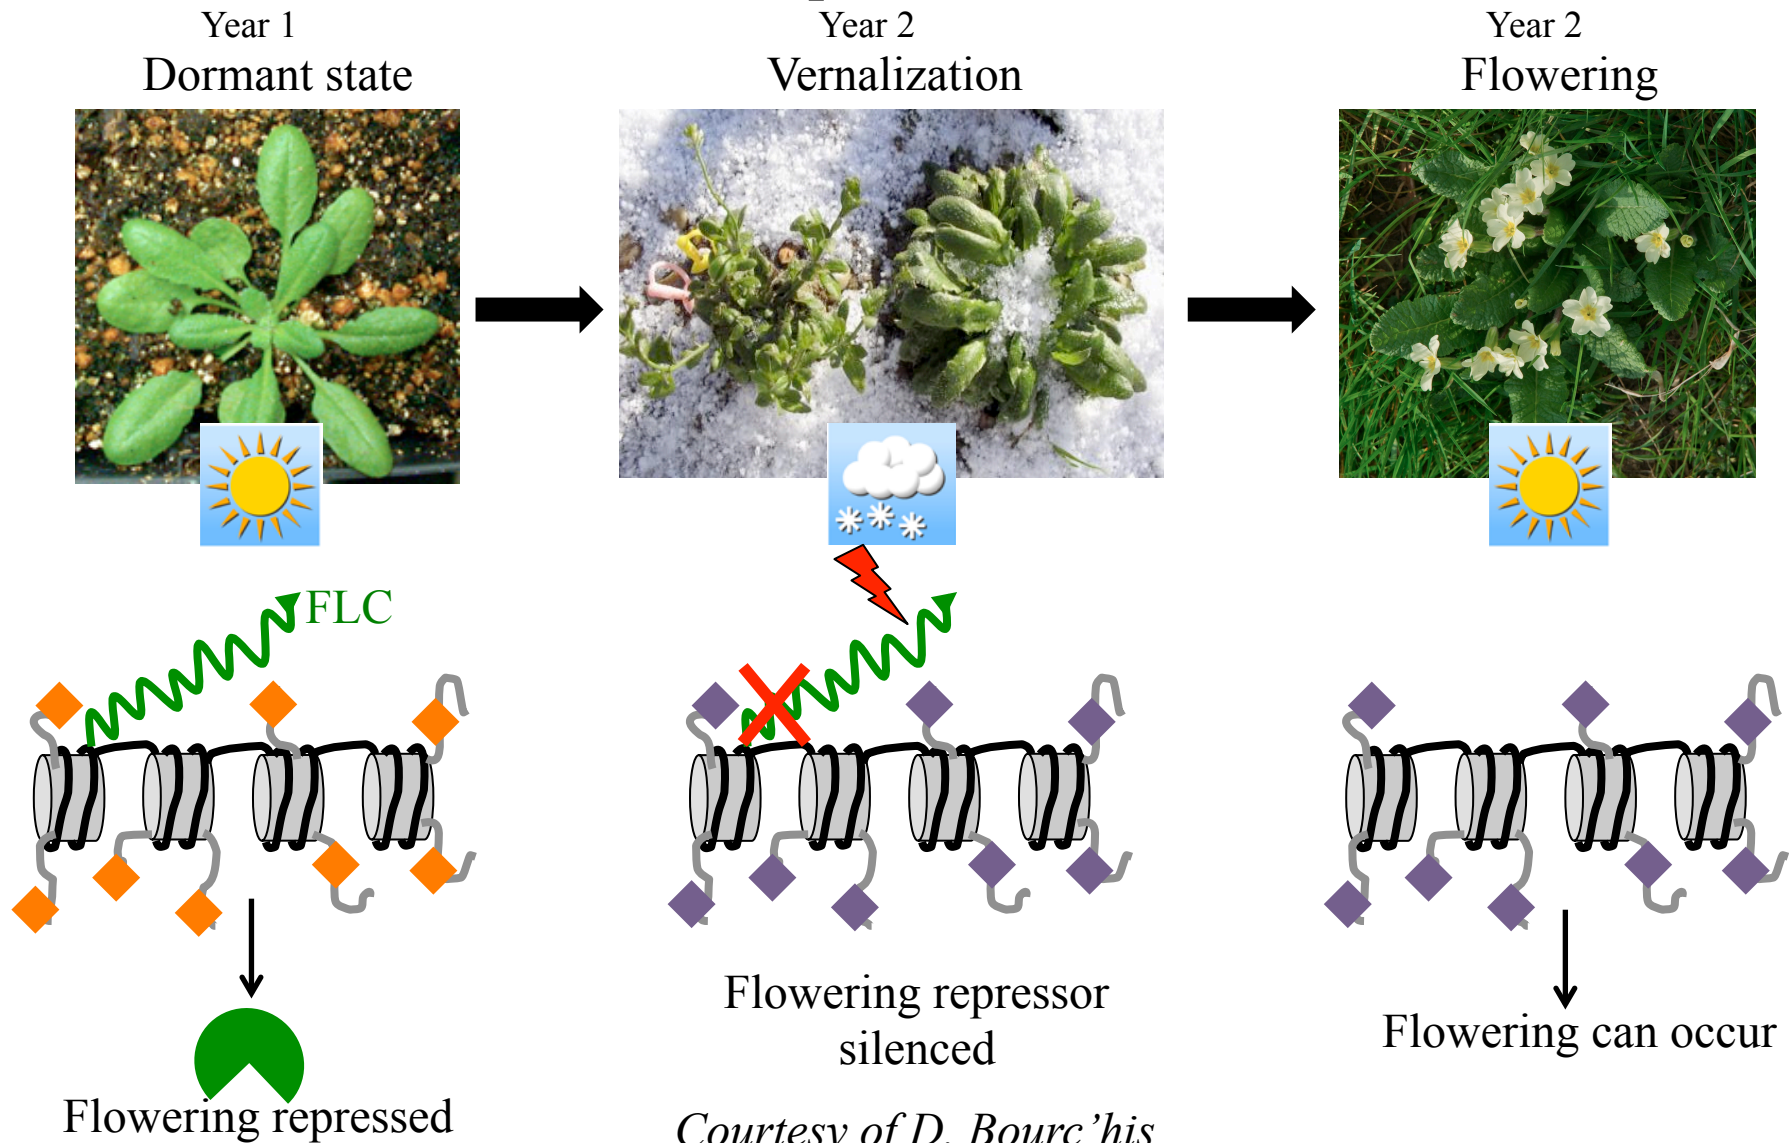 Year 1
Dormant state
Year 2
Vernalization
Year 2
Flowering
FLC
Flowering repressed
Flowering repressor
silenced
Flowering can occur
Courtesy of D. Bourc'his